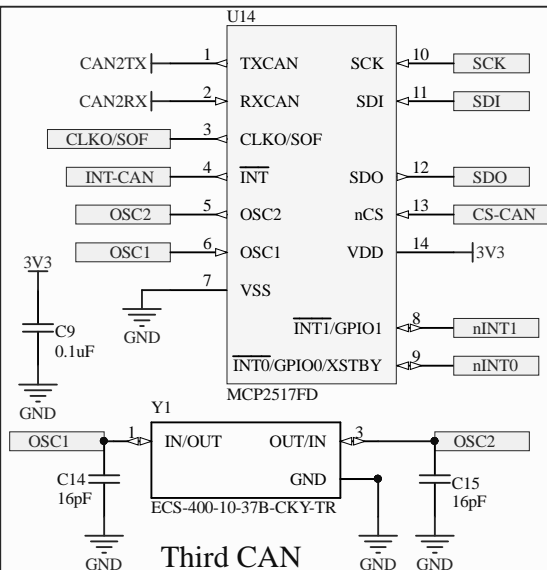 U14
CAN2TX 1 TXCAN SCK 10 SCK
CAN2RX 2 RXCAN SDI 11 SDI
CLKO/SOF 3 CLKO/SOF
INT-CAN 4 INT SDO 12 SDO
OSC2 5 OSC2 nCS 13 CS-CAN
OSC1 6 OSC1 VDD 14 3V3
3V3
7 VSS
GND
C9
0.1uF
INT1/GPIO1 8 nINT1
INT0/GPIO0/XSTBY 9 nINT0
GND
MCP2517FD
Y1
OSC1 1 IN/OUT OUT/IN 3 OSC2
C14
16pF
GND
C15
16pF
ECS-400-10-37B-CKY-TR
GND
Third CAN
GND
GND